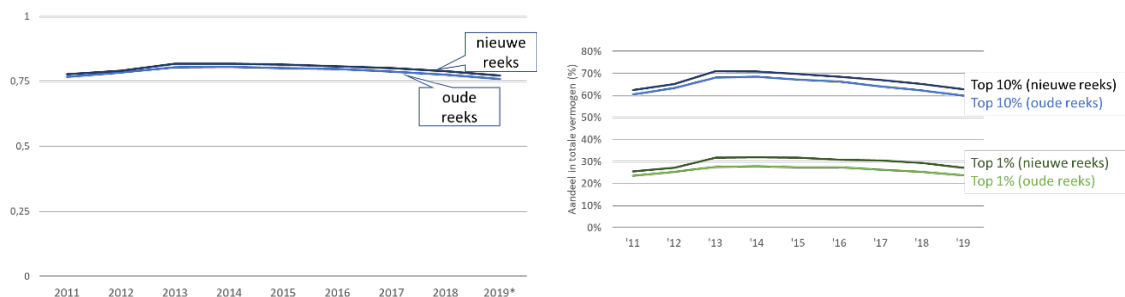 1
0,75
0,5
0,25
0
nieuwe
reeks
oude
reeks
2011 2012 2013 2014 2015 2016 2017 2018 2019*
Aandeel in totale vermogen (%)
80%
70%
60%
50%
40%
30%
20%
10%
0%
Top 10% (nieuwe reeks)
Top 10% (oude reeks)
Top 1% (nieuwe reeks)
Top 1% (oude reeks)
'11 '12 '13 '14 '15 '16 '17 '18 '19